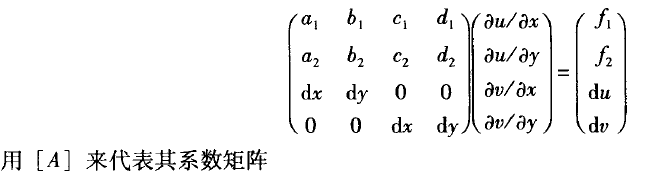 a₁ b₁ c₁ d₁ ∂u/∂x f₁
a₂ b₂ c₂ d₂ ∂u/∂y = f₂
dx dy 0 0 ∂v/∂x du
0 0 dx dy ∂v/∂y dv
用 [A] 来代表其系数矩阵